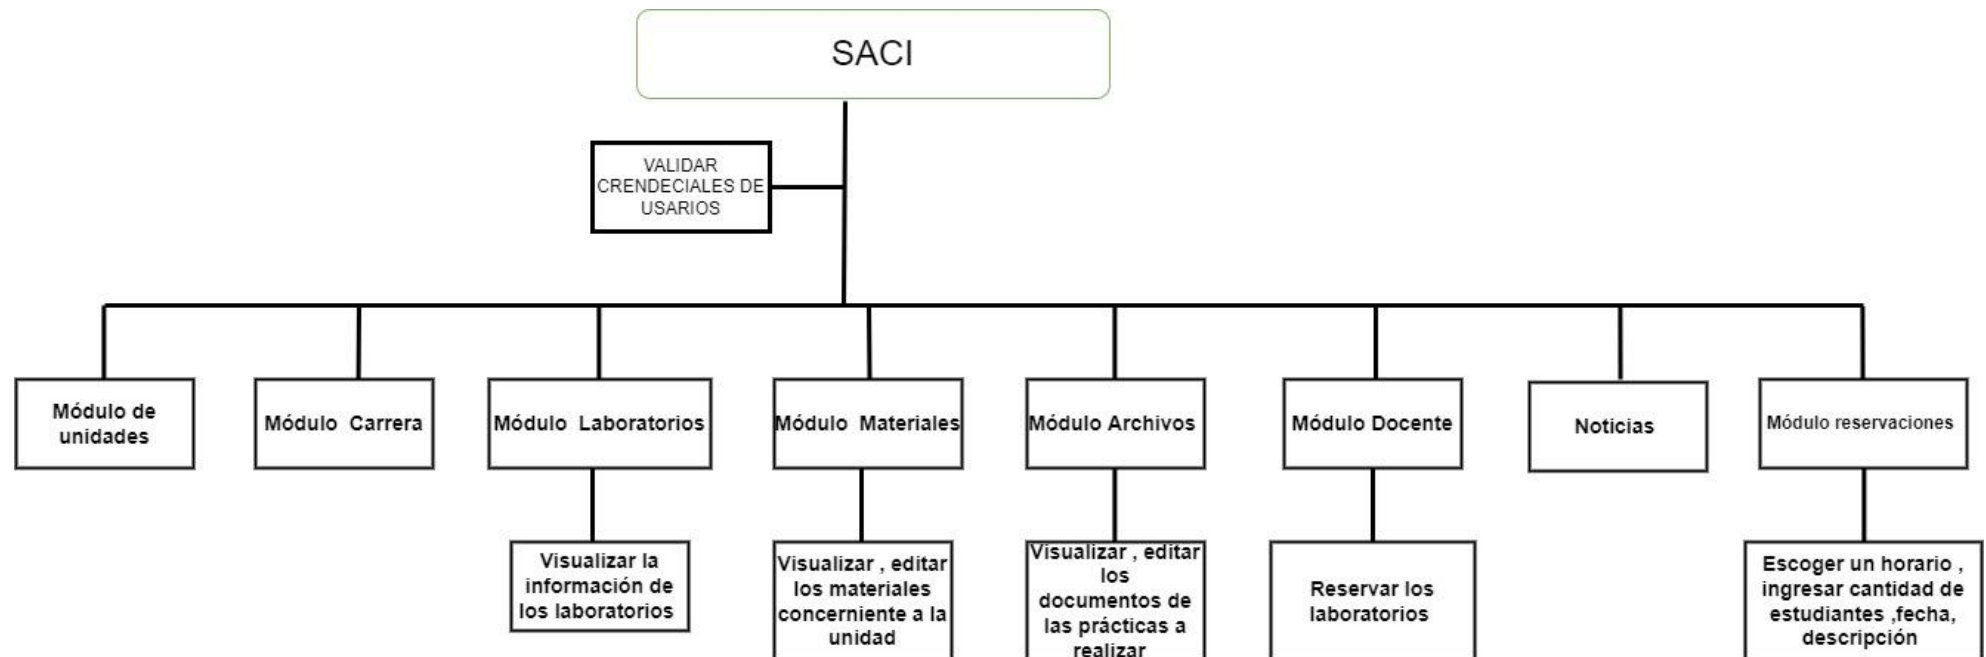 SACI
VALIDAR
CRENDECIALES DE
USARIOS
Módulo de
unidades
Módulo Carrera
Módulo Laboratorios
Módulo Materiales
Módulo Archivos
Módulo Docente
Noticias
Módulo reservaciones
Visualizar la
información de
los laboratorios
Visualizar , editar
los materiales
concerniente a la
unidad
Visualizar , editar
los
documentos de
las prácticas a
realizar
Reservar los
laboratorios
Escoger un horario ,
ingresar cantidad de
estudiantes ,fecha,
descripción